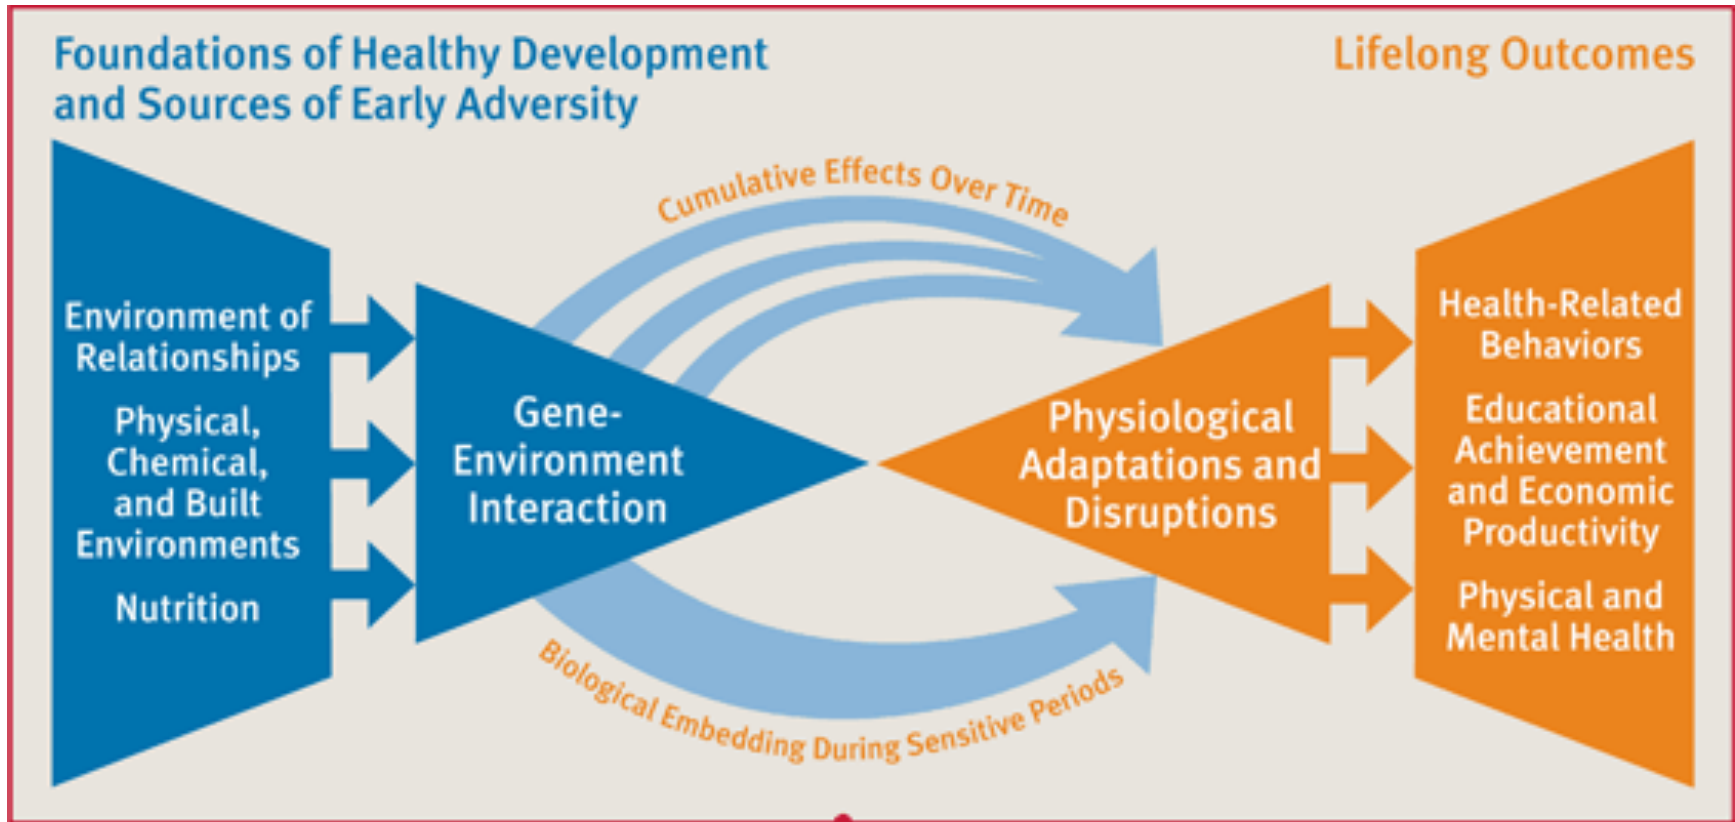 Foundations of Healthy Development
and Sources of Early Adversity
Lifelong Outcomes
Cumulative Effects Over Time
Environment of
Relationships
Physical,
Chemical,
and Built
Environments
Nutrition
Gene-
Environment
Interaction
Physiological
Adaptations and
Disruptions
Health-Related
Behaviors
Educational
Achievement
and Economic
Productivity
Physical and
Mental Health
Biological Embedding During Sensitive Periods